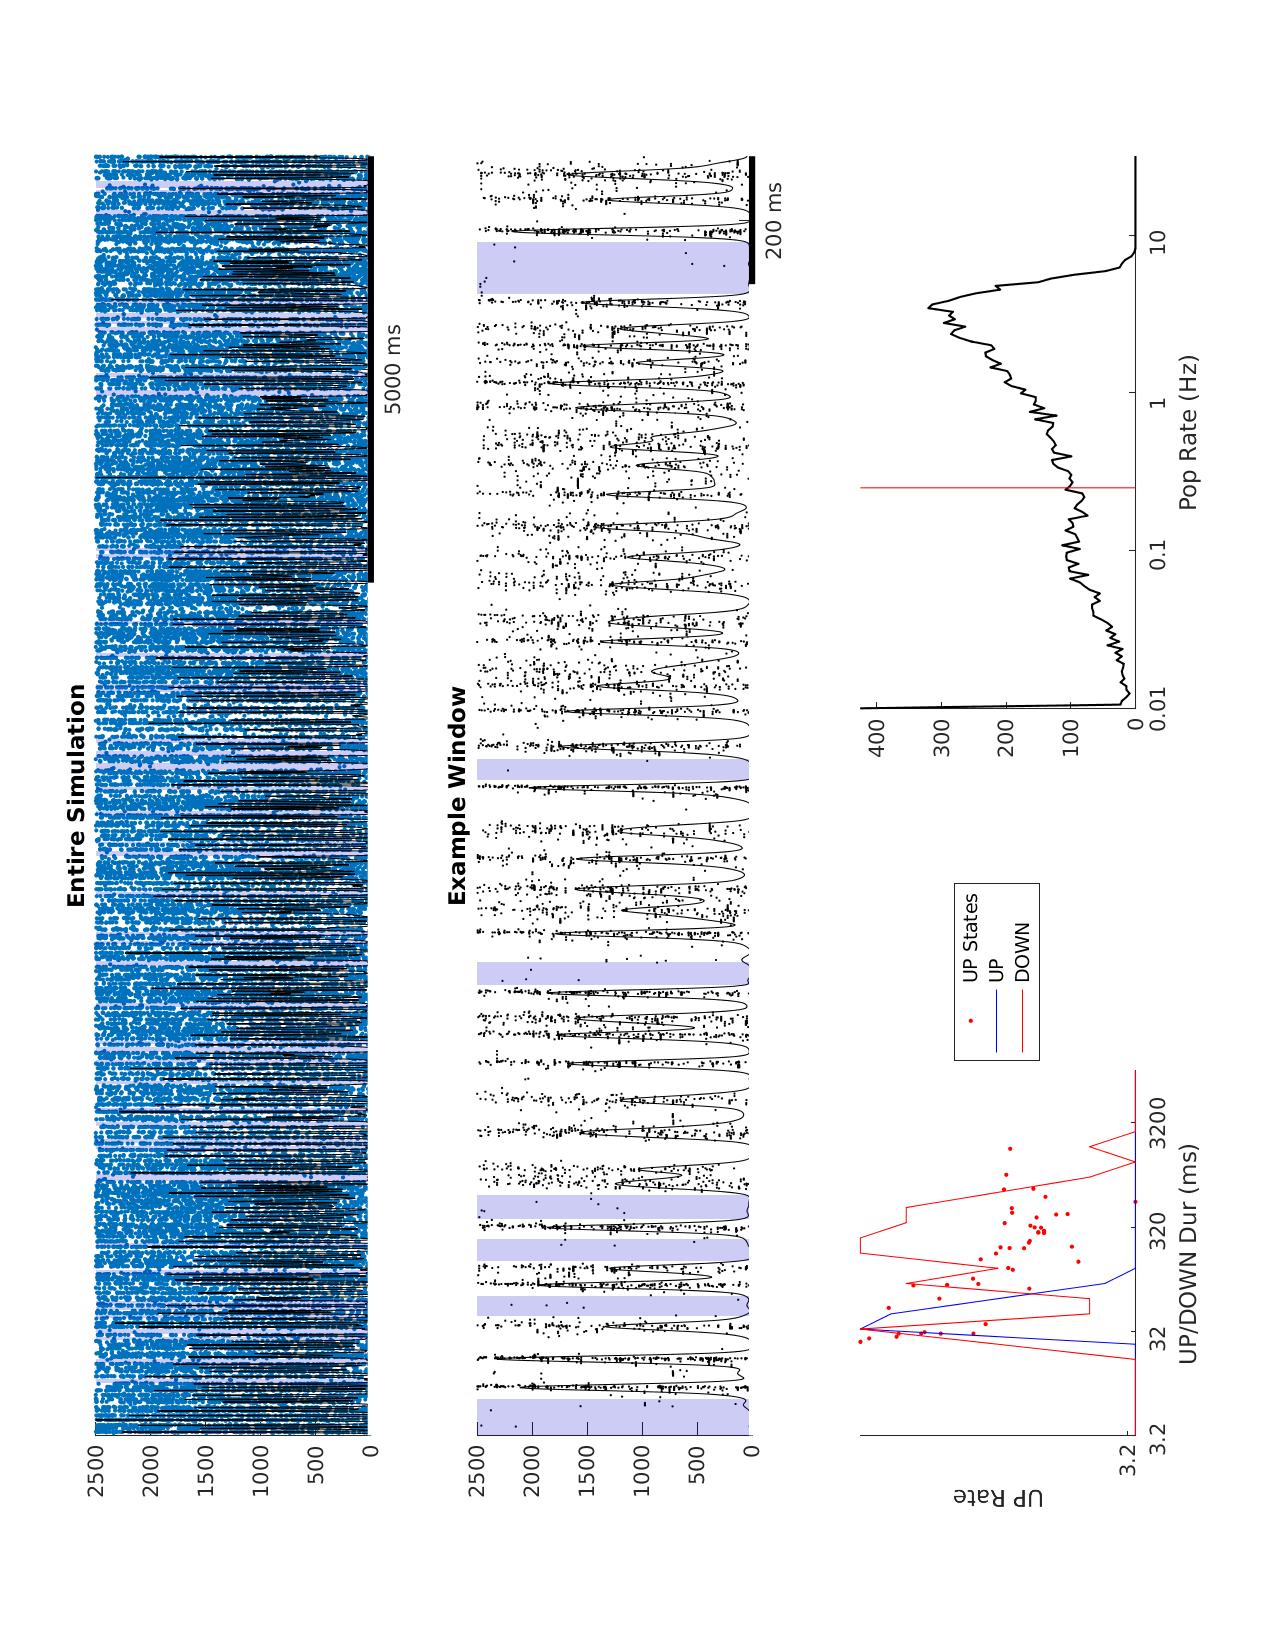 Entire Simulation
2500
2000
1500
1000
500
0
5000 ms
Example Window
2500
2000
1500
1000
500
0
200 ms
UP Rate
3.2
3.2 32 320 3200
UP/DOWN Dur (ms)
UP States
UP
DOWN
400
300
200
100
0
0.01 0.1 1 10
Pop Rate (Hz)